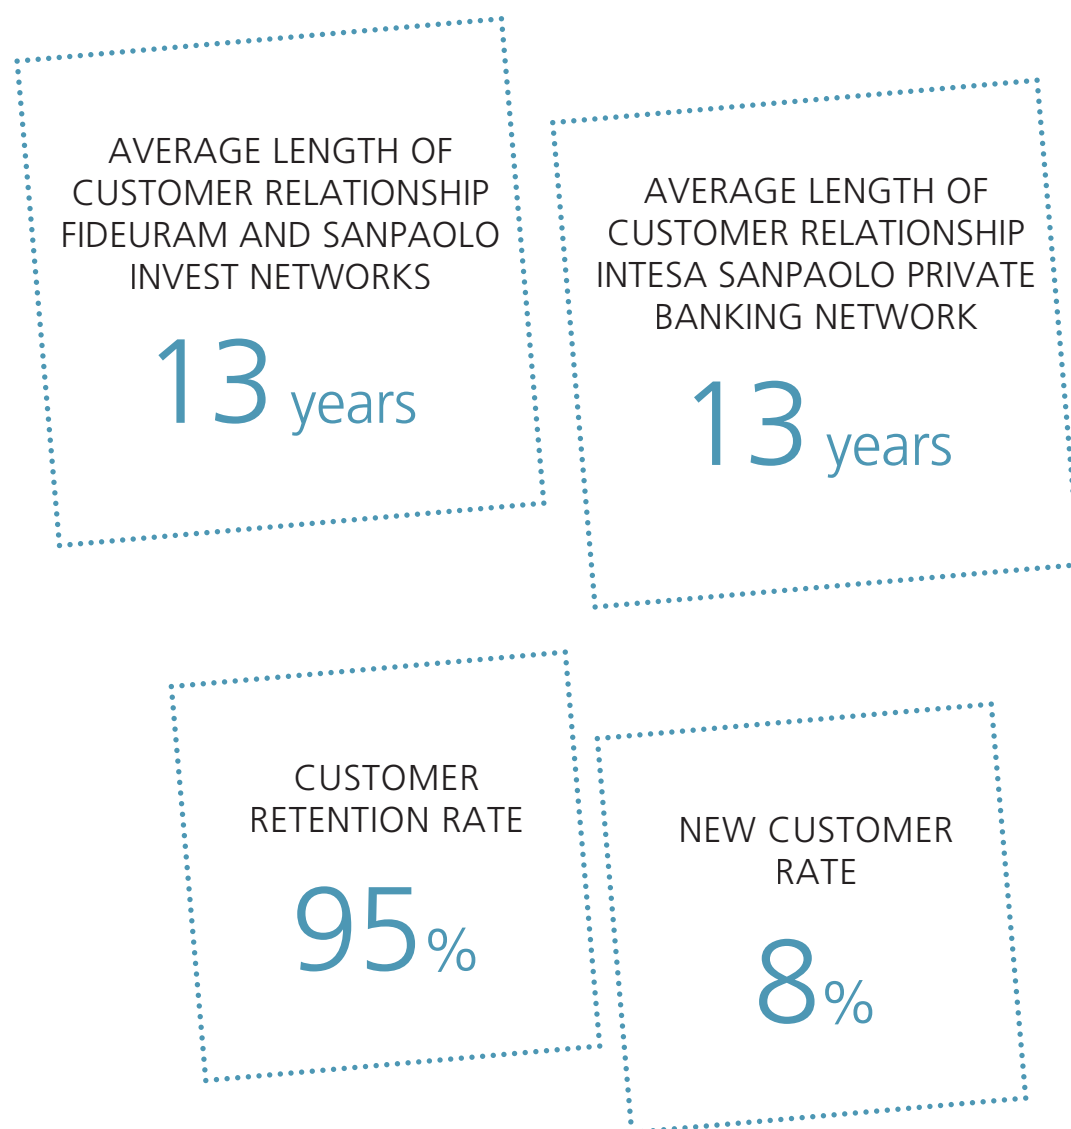 AVERAGE LENGTH OF
CUSTOMER RELATIONSHIP
FIDEURAM AND SANPAOLO
INVEST NETWORKS
13 years
AVERAGE LENGTH OF
CUSTOMER RELATIONSHIP
INTESA SANPAOLO PRIVATE
BANKING NETWORK
13 years
CUSTOMER
RETENTION RATE
95%
NEW CUSTOMER
RATE
8%